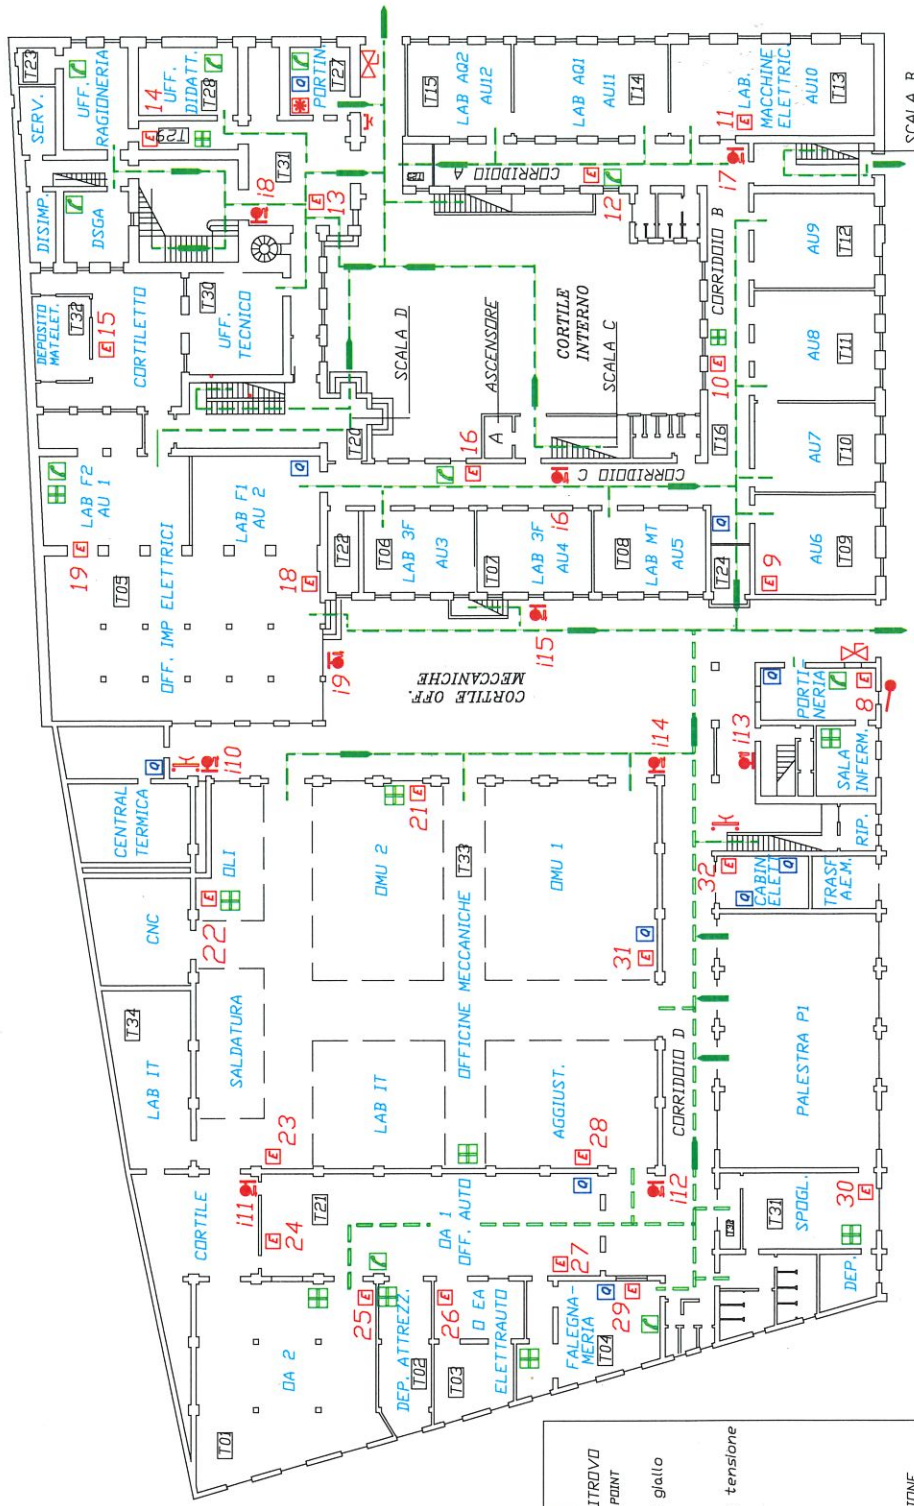 T23
SERV.
UFF.
RAGIONERIA
14
UFF.
DIDATT.
T28
PORTIN.
T27
T29
T31
E
i8
13
E
DISIMP.
DSGA
DEPOSITO
MATELET.
T32
E
15
CORTILETTO
T30
UFF.
TECNICO
T15
LAB AQ2
AU12
LAB AQ1
AU11
T14
LAB.
MACCHINE
ELETTRIC
AU10
T13
11
E
i7
CORRIDOIO A
E
12
SCALA B
CORRIDOIO B
AU9
T12
AU8
T11
AU7
T10
AU6
T09
E
9
10
E
T16
SCALA D
ASCENSORE
CORTILE
INTERNO
SCALA C
A
16
E
T20
CORRIDOIO C
i6
LAB F2
AU 1
LAB F1
AU 2
19
E
T05
OFF. IMP ELETTRICI
18
E
T22
T06
LAB 3F
AU3
T07
LAB 3F
AU4
T08
LAB MT
AU5
T24
Q
i15
i9
CORTILE OFF.
MECCANICHE
i10
Q
i14
i13
PORTI-
NERIA
8
E
SALA
INFERM.
RIP.
CENTRAL
TERMICA
CNC
OLI
22
E
OMU 2
21
E
T33
OFFICINE MECCANICHE
OMU 1
31
E
Q
32
E
CABIN
ELETT
TRASF
A.E.M.
LAB IT
T34
SALDATURA
LAB IT
AGGIUST.
CORRIDOIO D
PALESTRA P1
E
23
E
28
CORTILE
i11
E
24
T21
OA 1
OFF. AUTO
Q
i12
E
27
T31
SPOGL.
30
E
DEP.
T01
OA 2
25
E
DEP. ATTREZZ.
T02
26
E
T03
O EA
ELETTRAUTO
FALEGNA-
MERIA
T04
29
E
Q
ITROVO
POINT
giallo
tensione
IONE